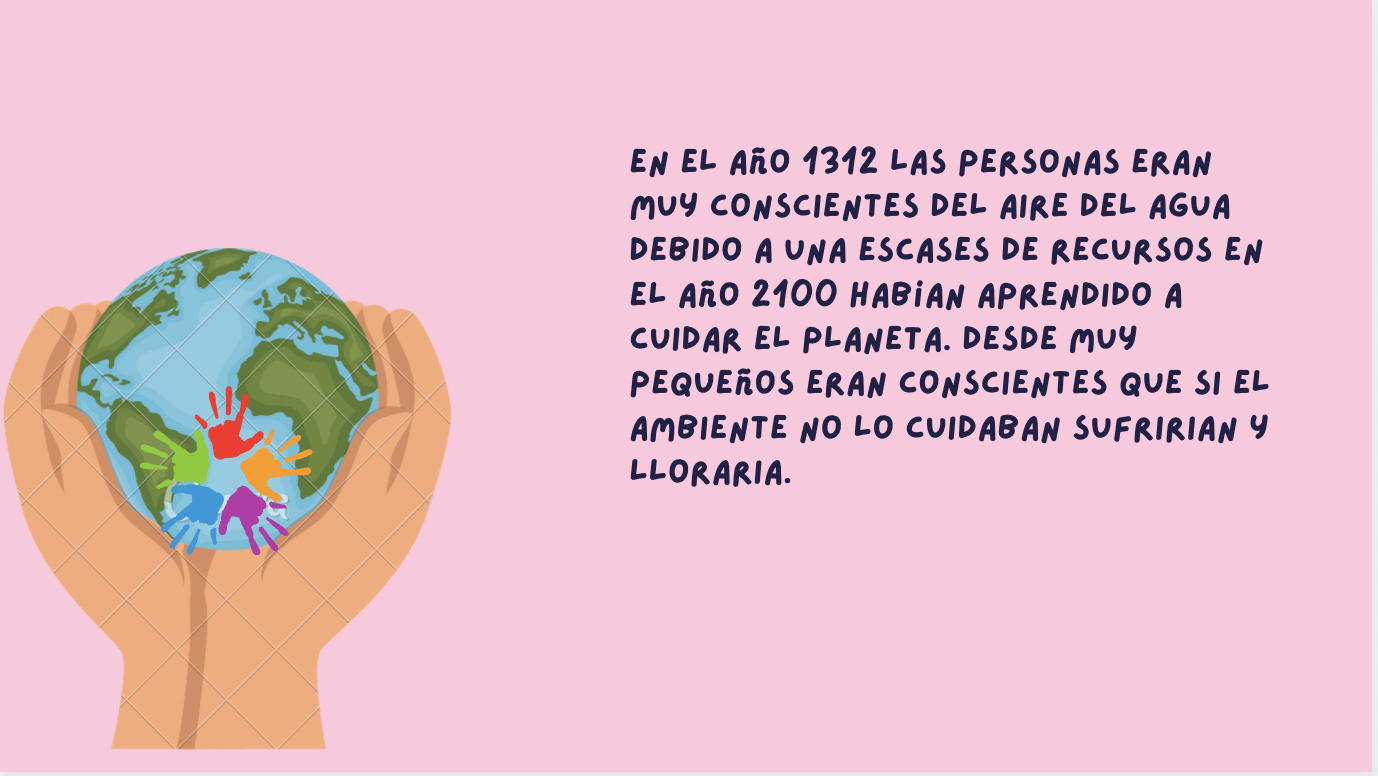 EN EL AÑO 1312 LAS PERSONAS ERAN
MUY CONSCIENTES DEL AIRE DEL AGUA
DEBIDO A UNA ESCASES DE RECURSOS EN
EL AÑO 2100 HABÍAN APRENDIDO A
CUIDAR EL PLANETA. DESDE MUY
PEQUEÑOS ERAN CONSCIENTES QUE SI EL
AMBIENTE NO LO CUIDABAN SUFRIRIAN Y
LLORARIA.